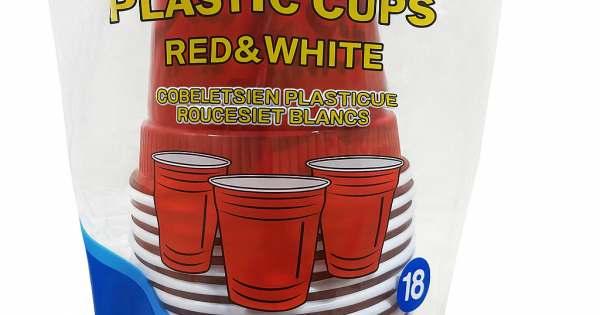 PLASTIC CUPS
RED&WHITE
COBELETSIEN PLASTICUE
ROUCESIET BLANCS
18